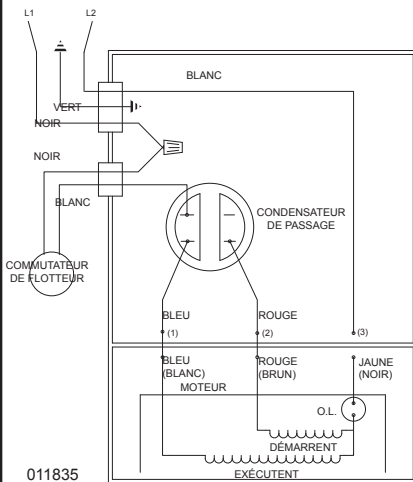 L1
L2
BLANC
VERT
NOIR
NOIR
BLANC
CONDENSATEUR
DE PASSAGE
COMMUTATEUR
DE FLOTTEUR
BLEU
ROUGE
(1)
(2)
(3)
BLEU
(BLANC)
ROUGE
(BRUN)
JAUNE
(NOIR)
MOTEUR
O.L.
DÉMARRENT
EXÉCUTENT
011835